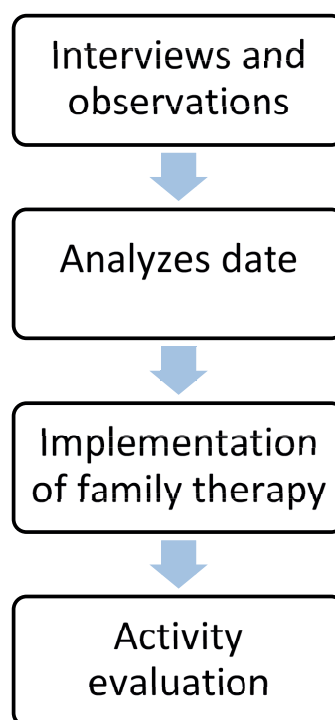 Interviews and
observations
Analyzes date
Implementation
of family therapy
Activity
evaluation